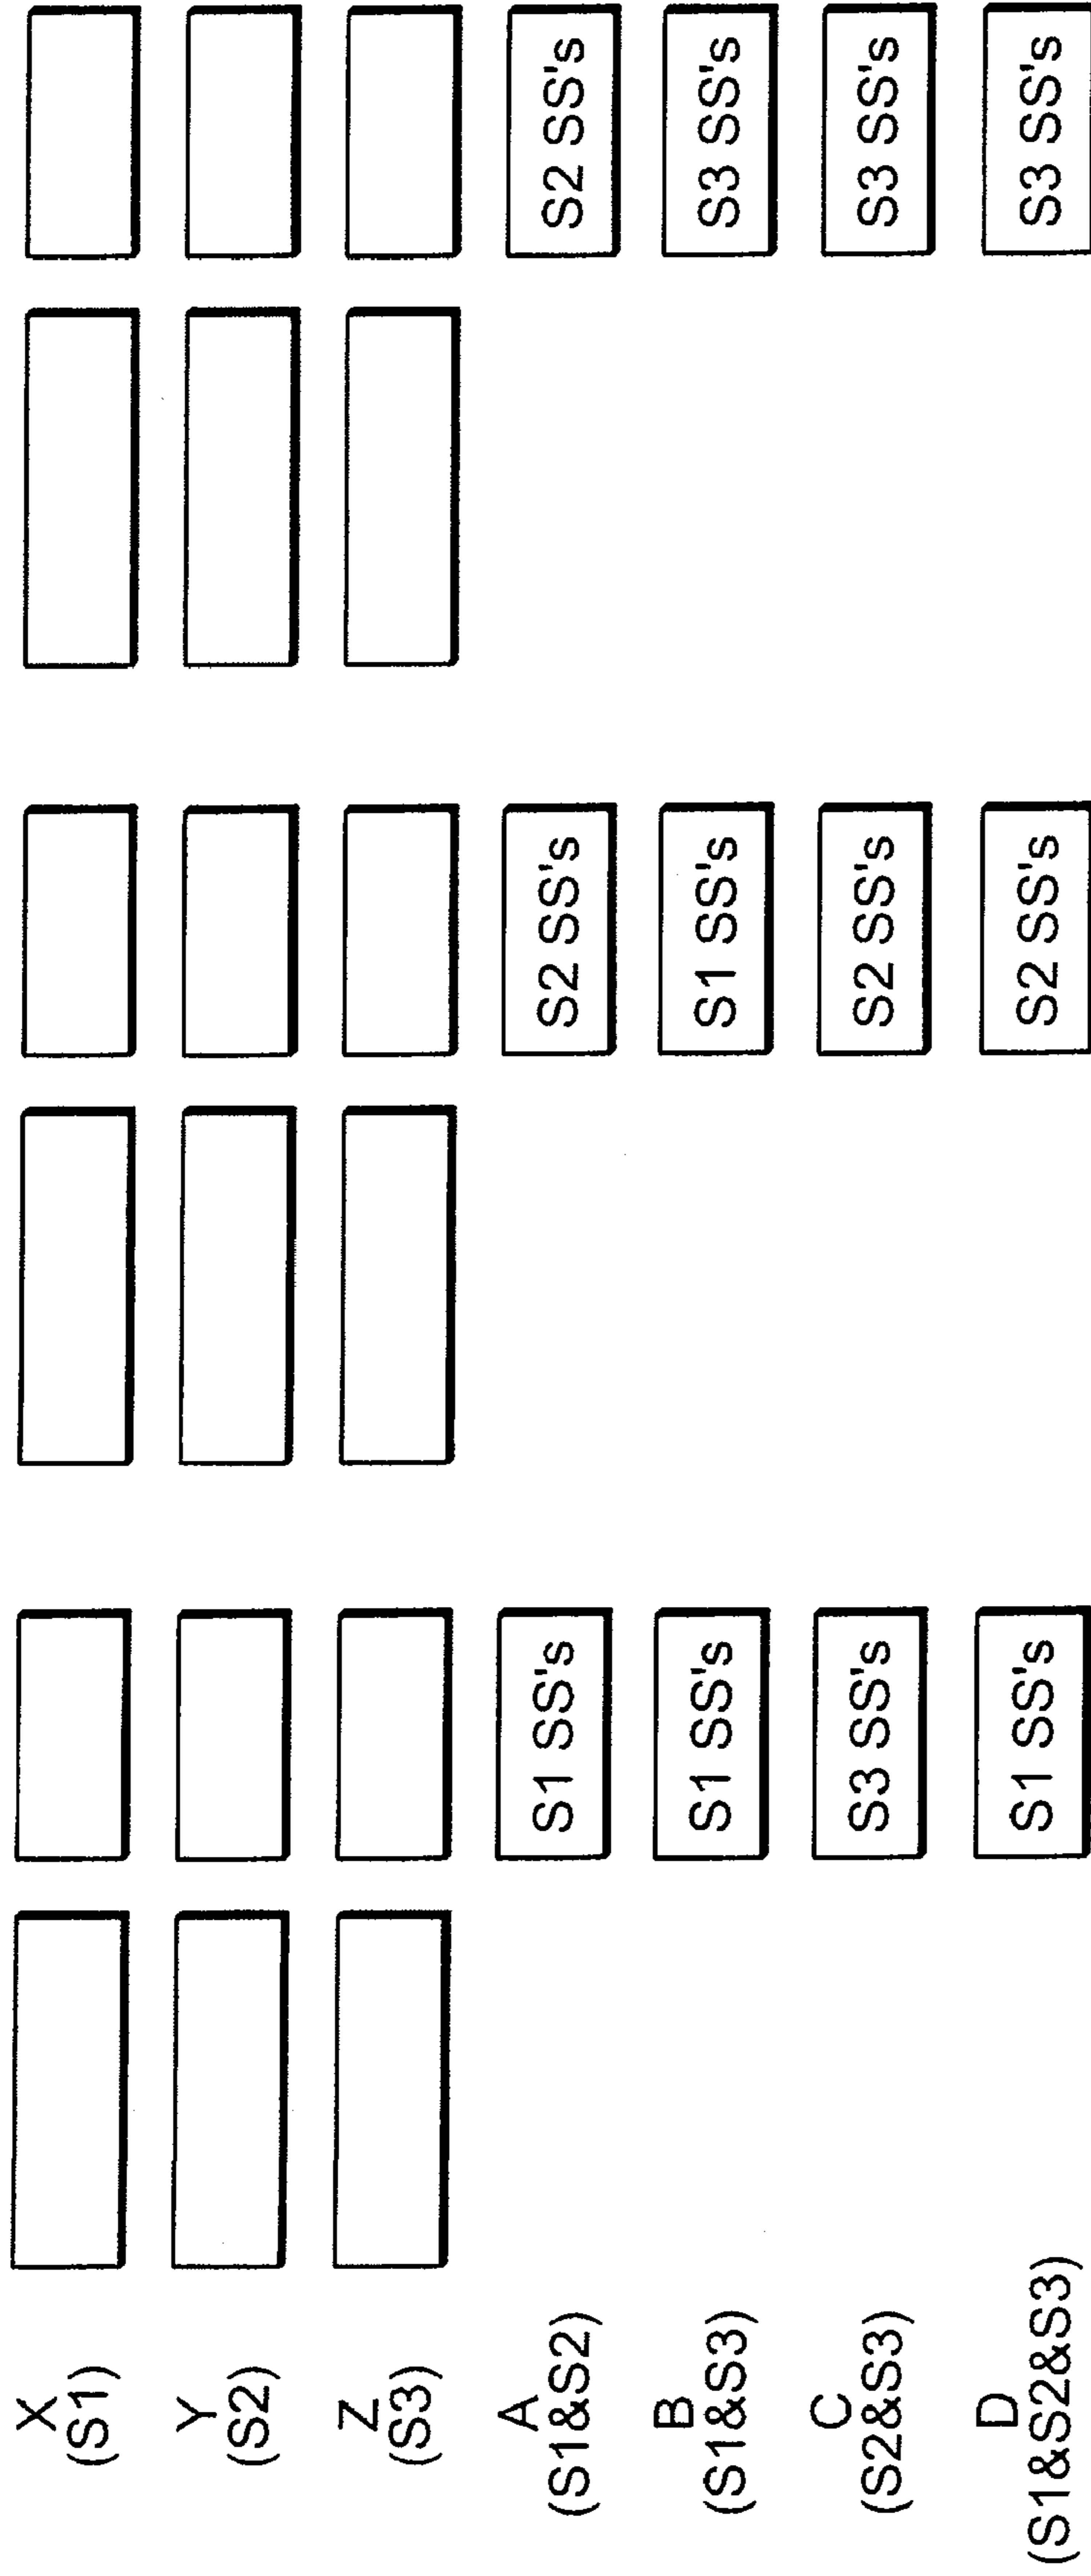 X
(S1)
Y
(S2)
Z
(S3)
A
(S1&S2)
S1 SS's
S2 SS's
S2 SS's
B
(S1&S3)
S1 SS's
S1 SS's
S3 SS's
C
(S2&S3)
S3 SS's
S2 SS's
S3 SS's
D
(S1&S2&S3)
S1 SS's
S2 SS's
S3 SS's